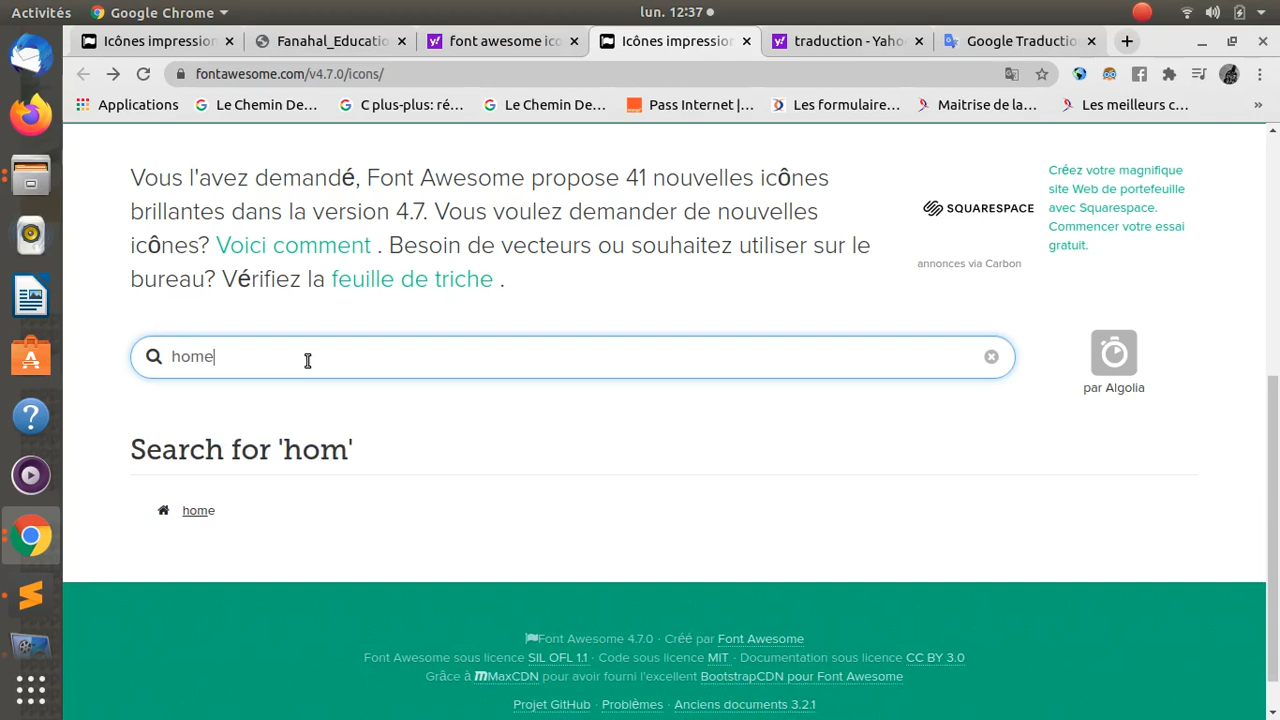 Activités Google Chrome lun. 12:37
Icônes impression Fanahal_Educatio font awesome ico Icônes impression traduction - Yaho Google Traductio
fontawesome.com/v4.7.0/icons/
Applications Le Chemin De... C plus-plus: ré... Le Chemin De... Pass Internet |... Les formulaire... Maitrise de la... Les meilleurs c... »
Vous l'avez demandé, Font Awesome propose 41 nouvelles icônes
brillantes dans la version 4.7. Vous voulez demander de nouvelles
icônes? Voici comment . Besoin de vecteurs ou souhaitez utiliser sur le
bureau? Vérifiez la feuille de triche .
SQUARESPACE
Créez votre magnifique
site Web de portefeuille
avec Squarespace.
Commencer votre essai
gratuit.
annonces via Carbon
home
par Algolia
Search for 'hom'
home
Font Awesome 4.7.0 · Créé par Font Awesome
Font Awesome sous licence SIL OFL 1.1 · Code sous licence MIT · Documentation sous licence CC BY 3.0
Grâce à MaxCDN pour avoir fourni l'excellent BootstrapCDN pour Font Awesome
Projet GitHub · Problèmes · Anciens documents 3.2.1